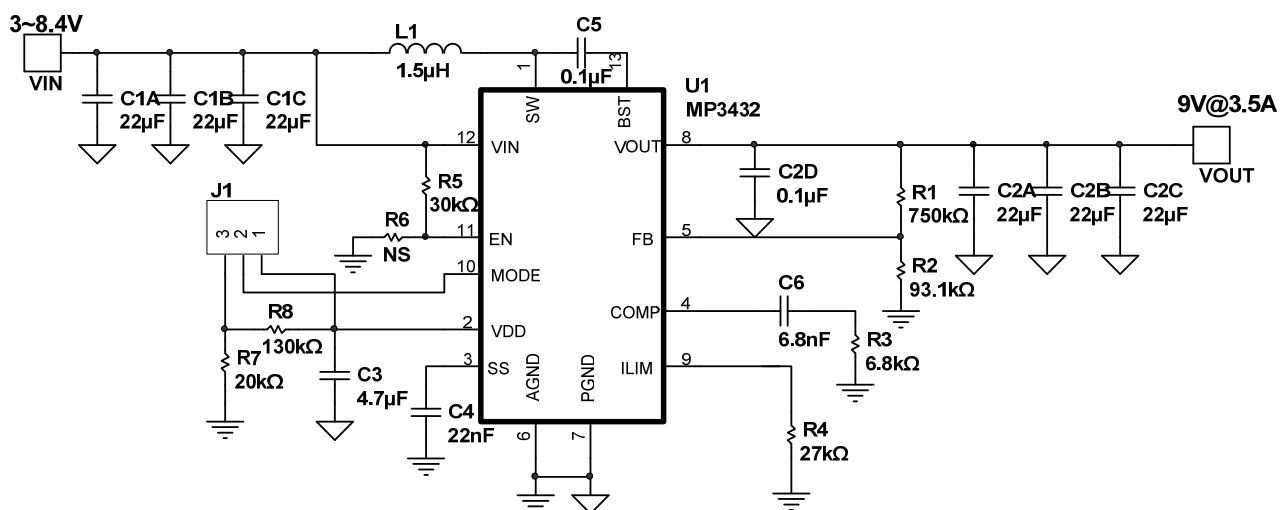 3~8.4V
VIN
C1A
22μF
C1B
22μF
C1C
22μF
L1
1.5μH
C5
0.1μF
1
13
U1
MP3432
SW
BST
12
VIN
VOUT
8
9V@3.5A
VOUT
C2D
0.1μF
R1
750kΩ
C2A
22μF
C2B
22μF
C2C
22μF
R5
30kΩ
R6
NS
11
EN
FB
5
R2
93.1kΩ
J1
3
2
1
10
MODE
COMP
4
C6
6.8nF
R3
6.8kΩ
R8
130kΩ
2
VDD
R7
20kΩ
C3
4.7μF
3
SS
ILIM
9
C4
22nF
AGND
PGND
6
7
R4
27kΩ